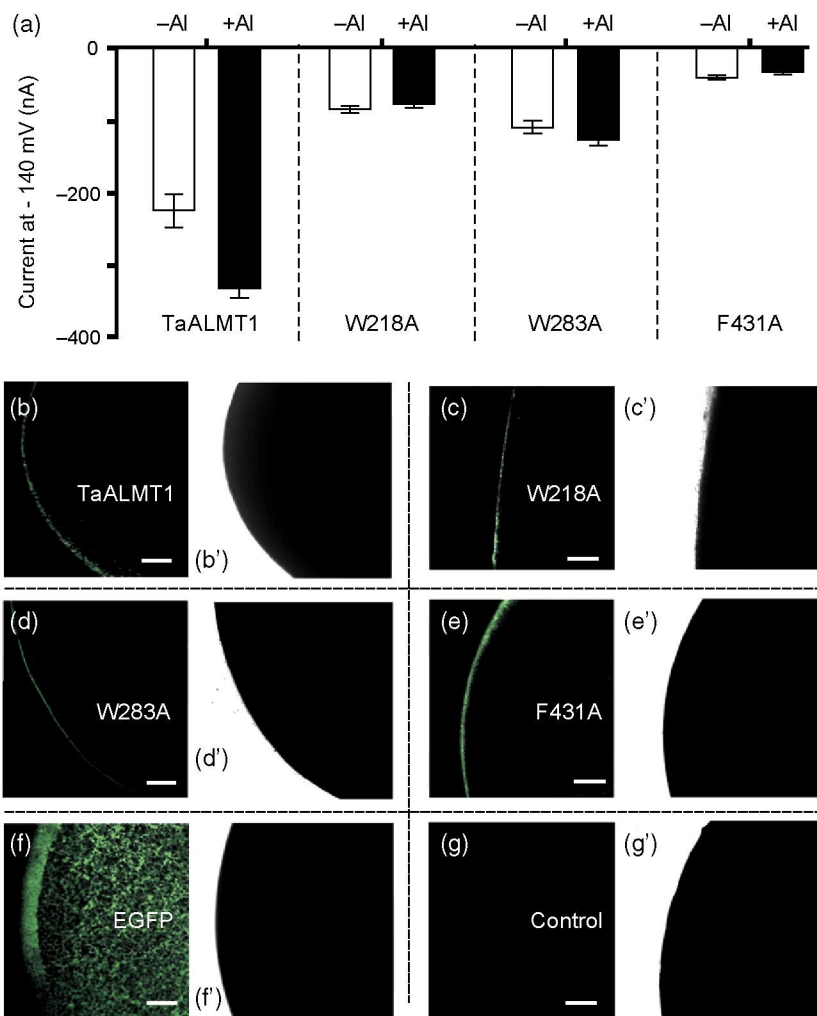 (a)
–Al +Al –Al +Al –Al +Al –Al +Al
0
–200
–400
Current at - 140 mV (nA)
TaALMT1 W218A W283A F431A
(b) (c) (c’)
TaALMT1 W218A
(b’)
(d) (e) (e’)
W283A F431A
(d’)
(f) (g) (g’)
EGFP Control
(f’)